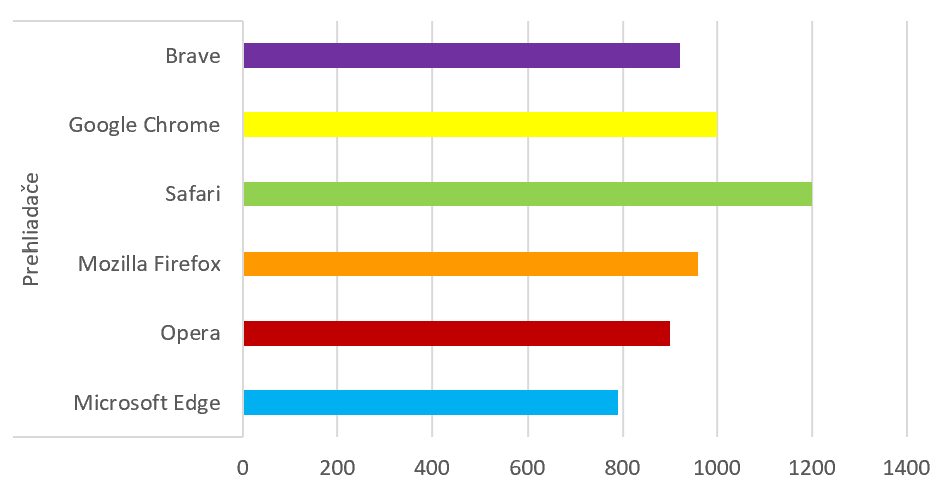 Prehliadače
Brave
Google Chrome
Safari
Mozilla Firefox
Opera
Microsoft Edge
0 200 400 600 800 1000 1200 1400